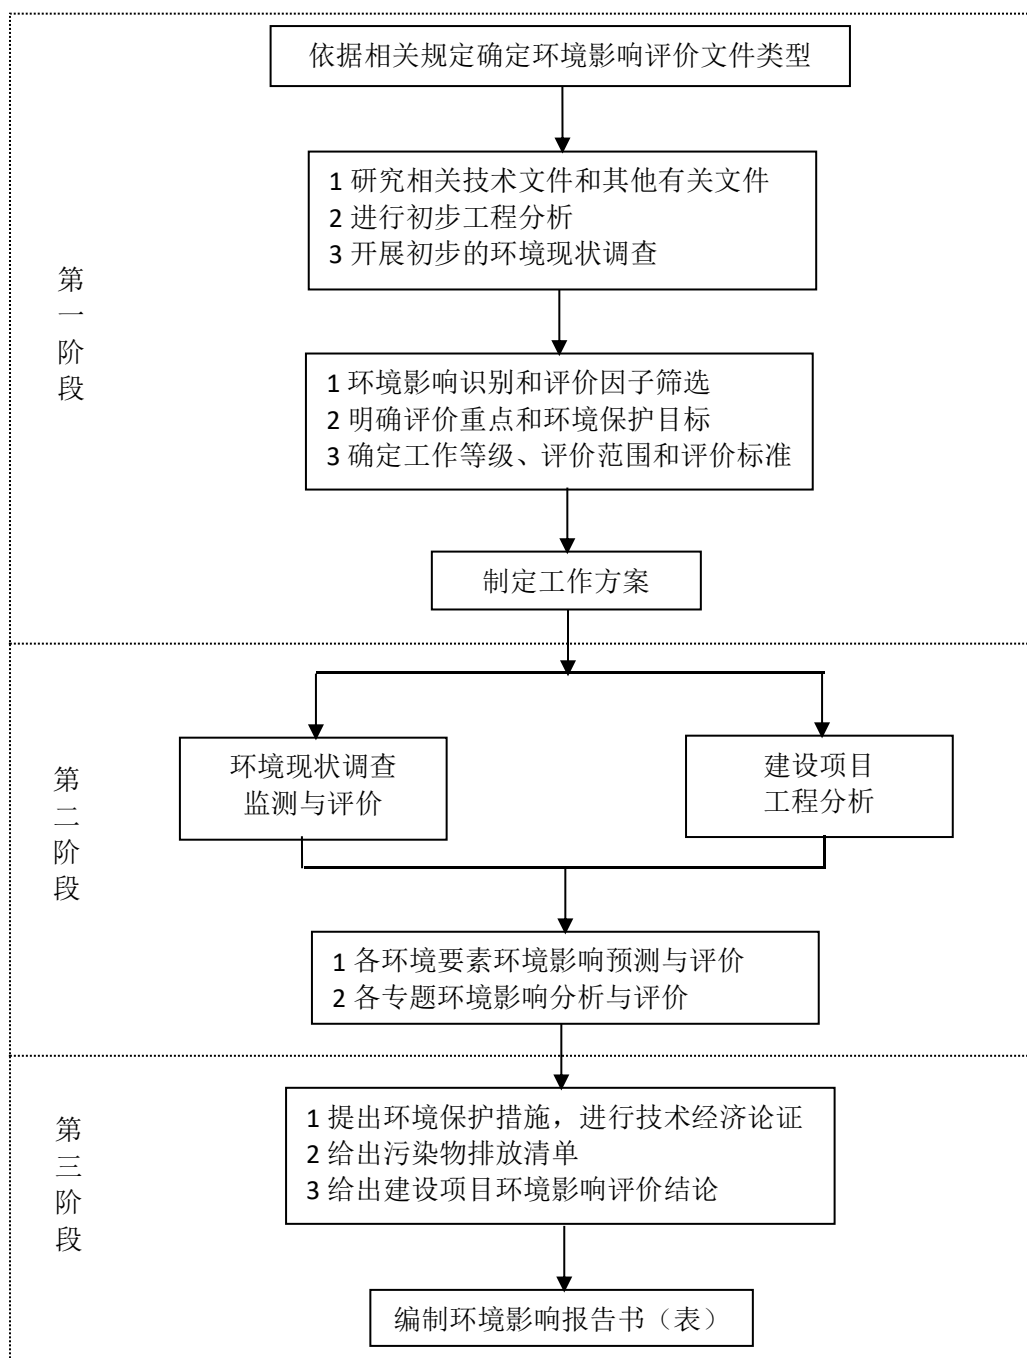 依据相关规定确定环境影响评价文件类型
1 研究相关技术文件和其他有关文件
2 进行初步工程分析
3 开展初步的环境现状调查
第一阶段
1 环境影响识别和评价因子筛选
2 明确评价重点和环境保护目标
3 确定工作等级、评价范围和评价标准
制定工作方案
第二阶段
环境现状调查
监测与评价
建设项目
工程分析
1 各环境要素环境影响预测与评价
2 各专题环境影响分析与评价
第三阶段
1 提出环境保护措施，进行技术经济论证
2 给出污染物排放清单
3 给出建设项目环境影响评价结论
编制环境影响报告书（表）